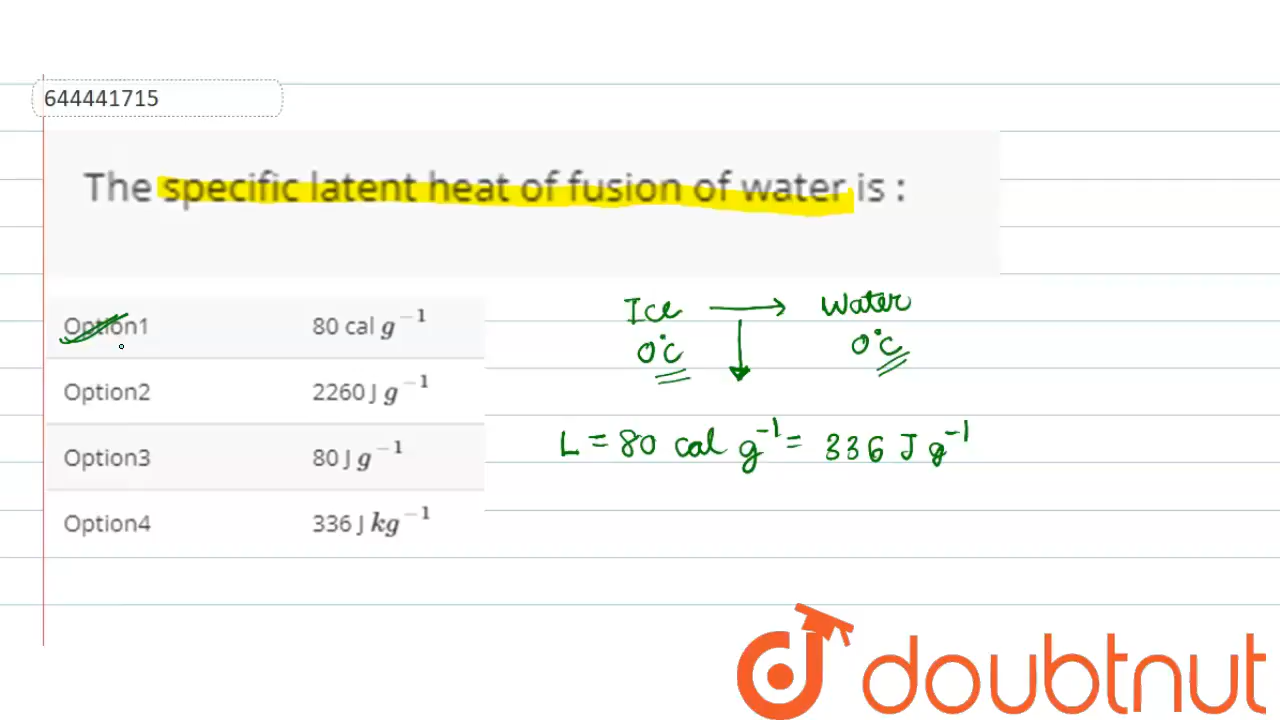 644441715
The specific latent heat of fusion of water is :
Option1 80 cal g⁻¹
Option2 2260 J g⁻¹
Option3 80 J g⁻¹
Option4 336 J kg⁻¹
Ice → Water
0°C 0°C
L = 80 cal g⁻¹ = 336 J g⁻¹
doubtnut